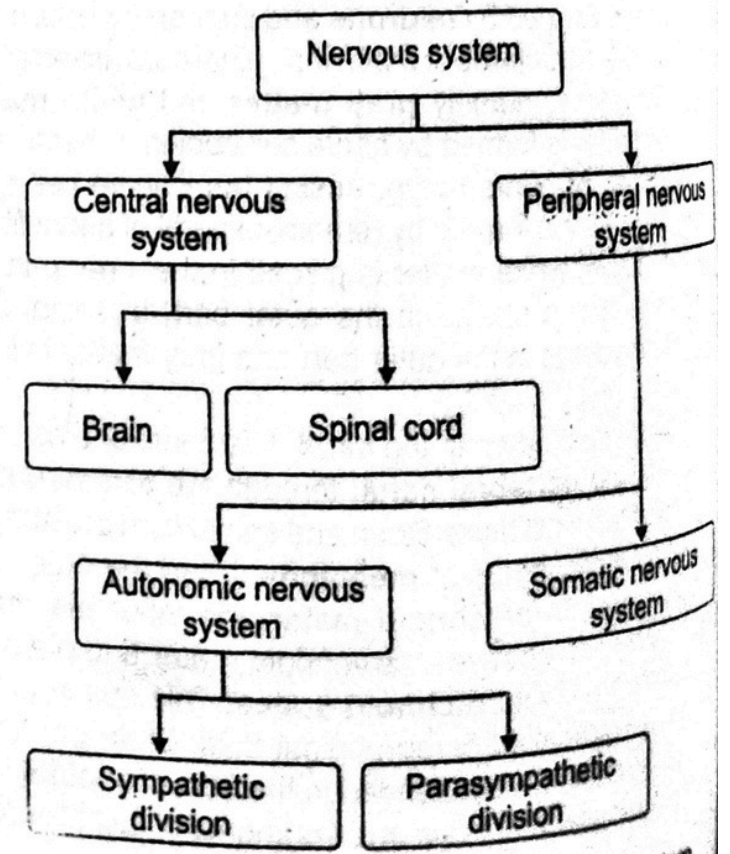 Nervous system
Central nervous
system
Peripheral nervous
system
Brain
Spinal cord
Autonomic nervous
system
Somatic nervous
system
Sympathetic
division
Parasympathetic
division